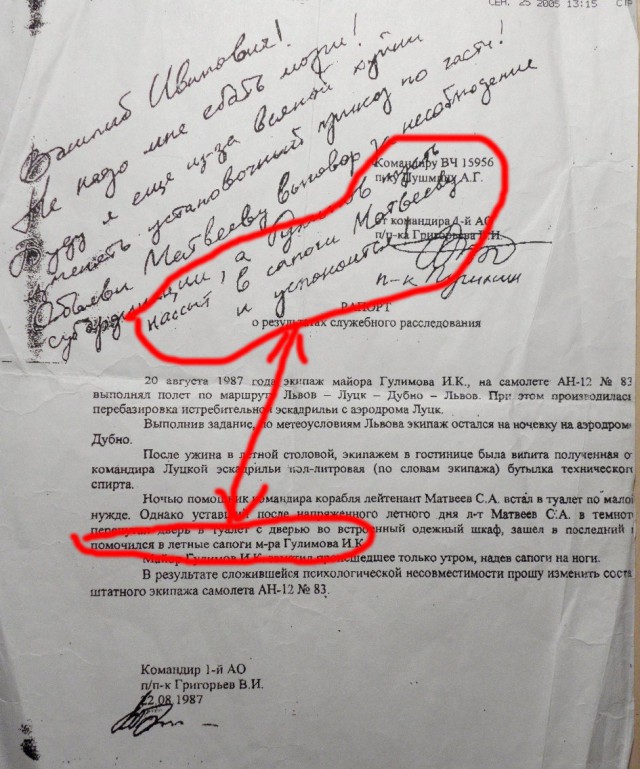 СЕН. 25 2005 13:15 СТР
Василий Иванович!
Не надо мне ебать мозги!
Буду я еще из-за всякой хуйни
менять установочный приказ по части!
Объяви Матвееву выговор за несоблюдение
субординации, а Гулимов пусть
нассыт в сапоги Матвееву
и успокоится!
п-к Пушкин
Командиру ВЧ 15956
п-ку Пушкину А.Г.
от командира 1-й АО
п/п-ка Григорьева В.И.
РАПОРТ
о результатах служебного расследования
20 августа 1987 года экипаж майора Гулимова И.К., на самолете АН-12 № 83
выполнял полет по маршруту Львов – Луцк – Дубно – Львов. При этом производилась
перебазировка истребительной эскадрильи с аэродрома Луцк.
Выполнив задание, по метеоусловиям Львова экипаж остался на ночевку на аэродроме
Дубно.
После ужина в летной столовой, экипажем в гостинице была випита полученная от
командира Луцкой эскадрильи пол-литровая (по словам экипажа) бутылка технического
спирта.
Ночью помощник командира корабля лейтенант Матвеев С.А. встал в туалет по малой
нужде. Однако уставший после напряженного летного дня л-т Матвеев С.А. в темноте
перепутал дверь в туалет с дверью во встроенный одежный шкаф, зашел в последний и
помочился в летные сапоги м-ра Гулимова И.К.
Майор Гулимов И.К. заметил происшедшее только утром, надев сапоги на ноги.
В результате сложившейся психологической несовместимости прошу изменить состав
штатного экипажа самолета АН-12 № 83.
Командир 1-й АО
п/п-к Григорьев В.И.
22.08.1987